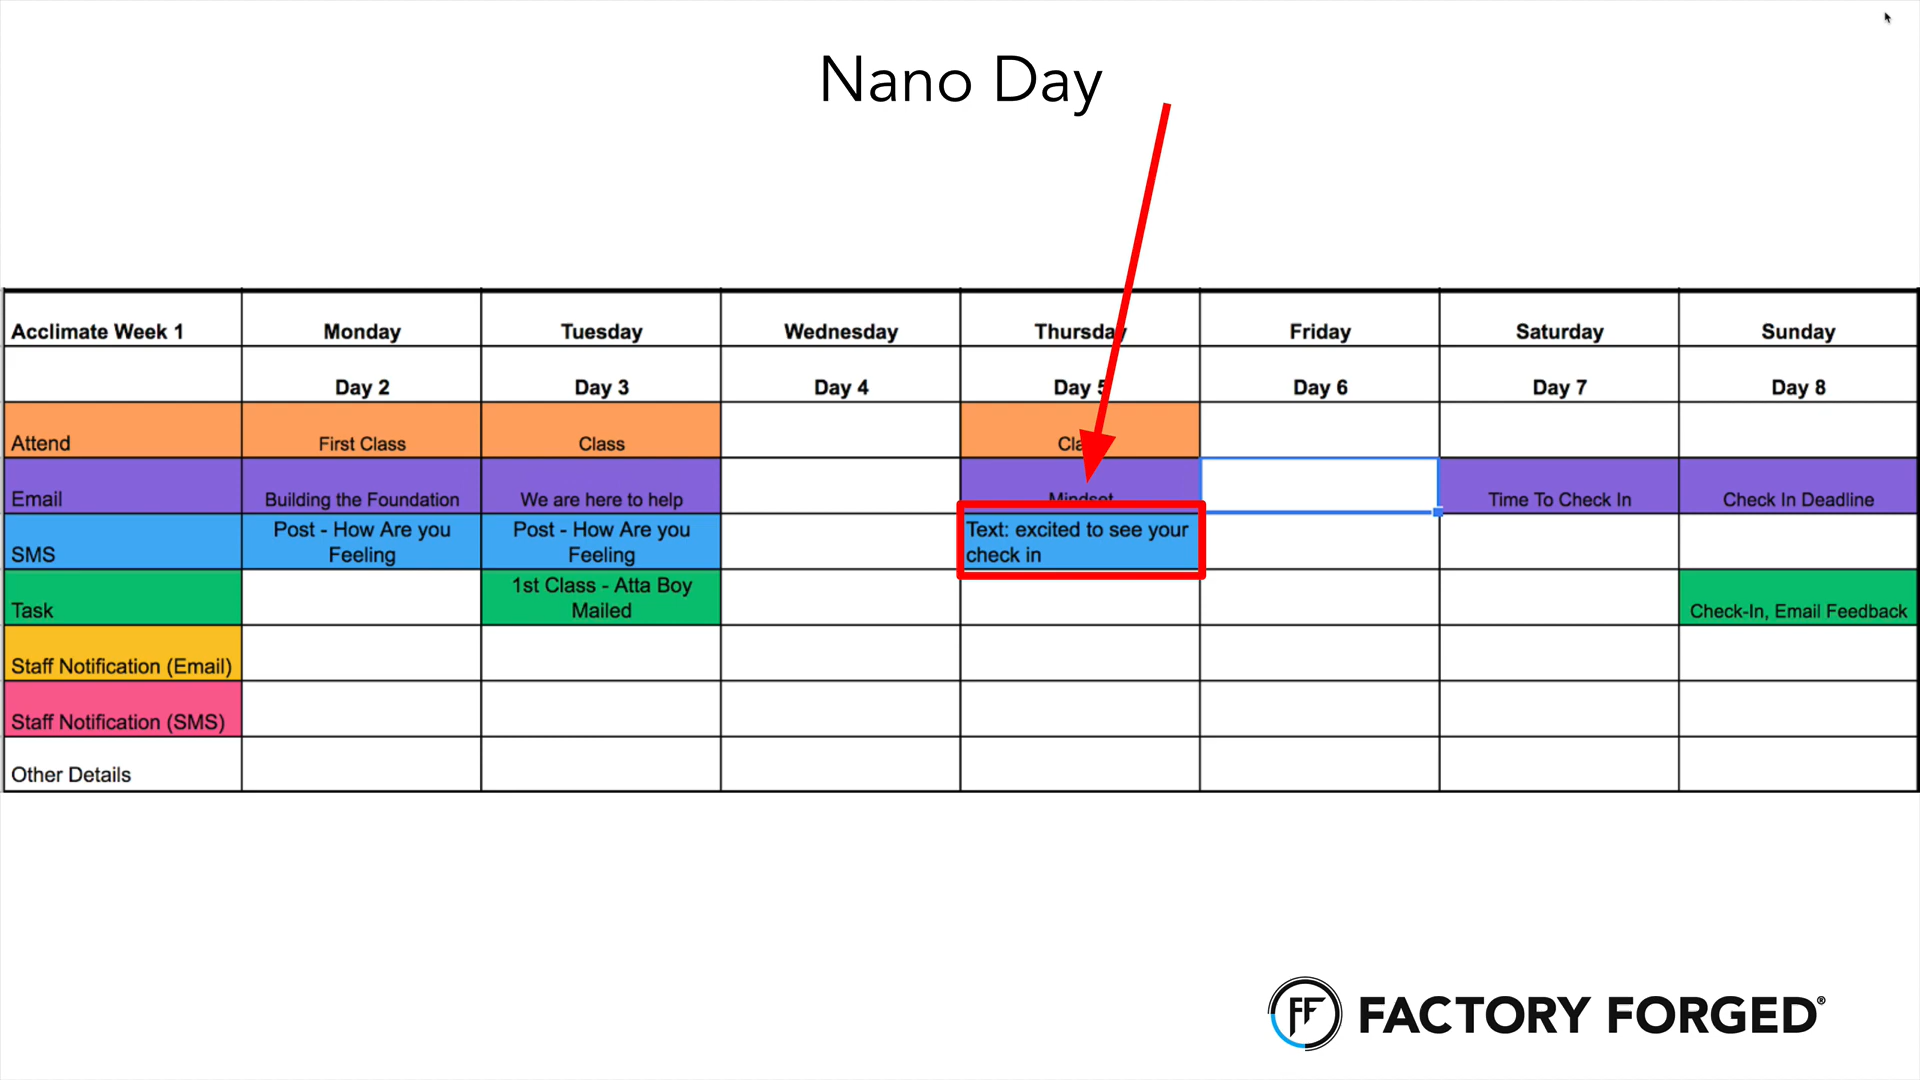 Nano Day
Acclimate Week 1 Monday Tuesday Wednesday Thursday Friday Saturday Sunday
Day 2 Day 3 Day 4 Day 5 Day 6 Day 7 Day 8
Attend First Class Class Class
Email Building the Foundation We are here to help Mindset Time To Check In Check In Deadline
SMS Post - How Are you Feeling Post - How Are you Feeling Text: excited to see your check in
Task 1st Class - Atta Boy Mailed Check-In, Email Feedback
Staff Notification (Email)
Staff Notification (SMS)
Other Details
FF FACTORY FORGED®